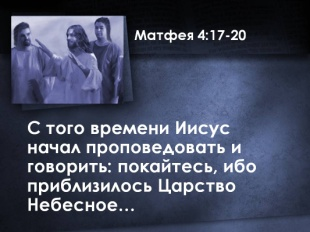 Матфея 4:17-20
С того времени Иисус
начал проповедовать и
говорить: покайтесь, ибо
приблизилось Царство
Небесное…